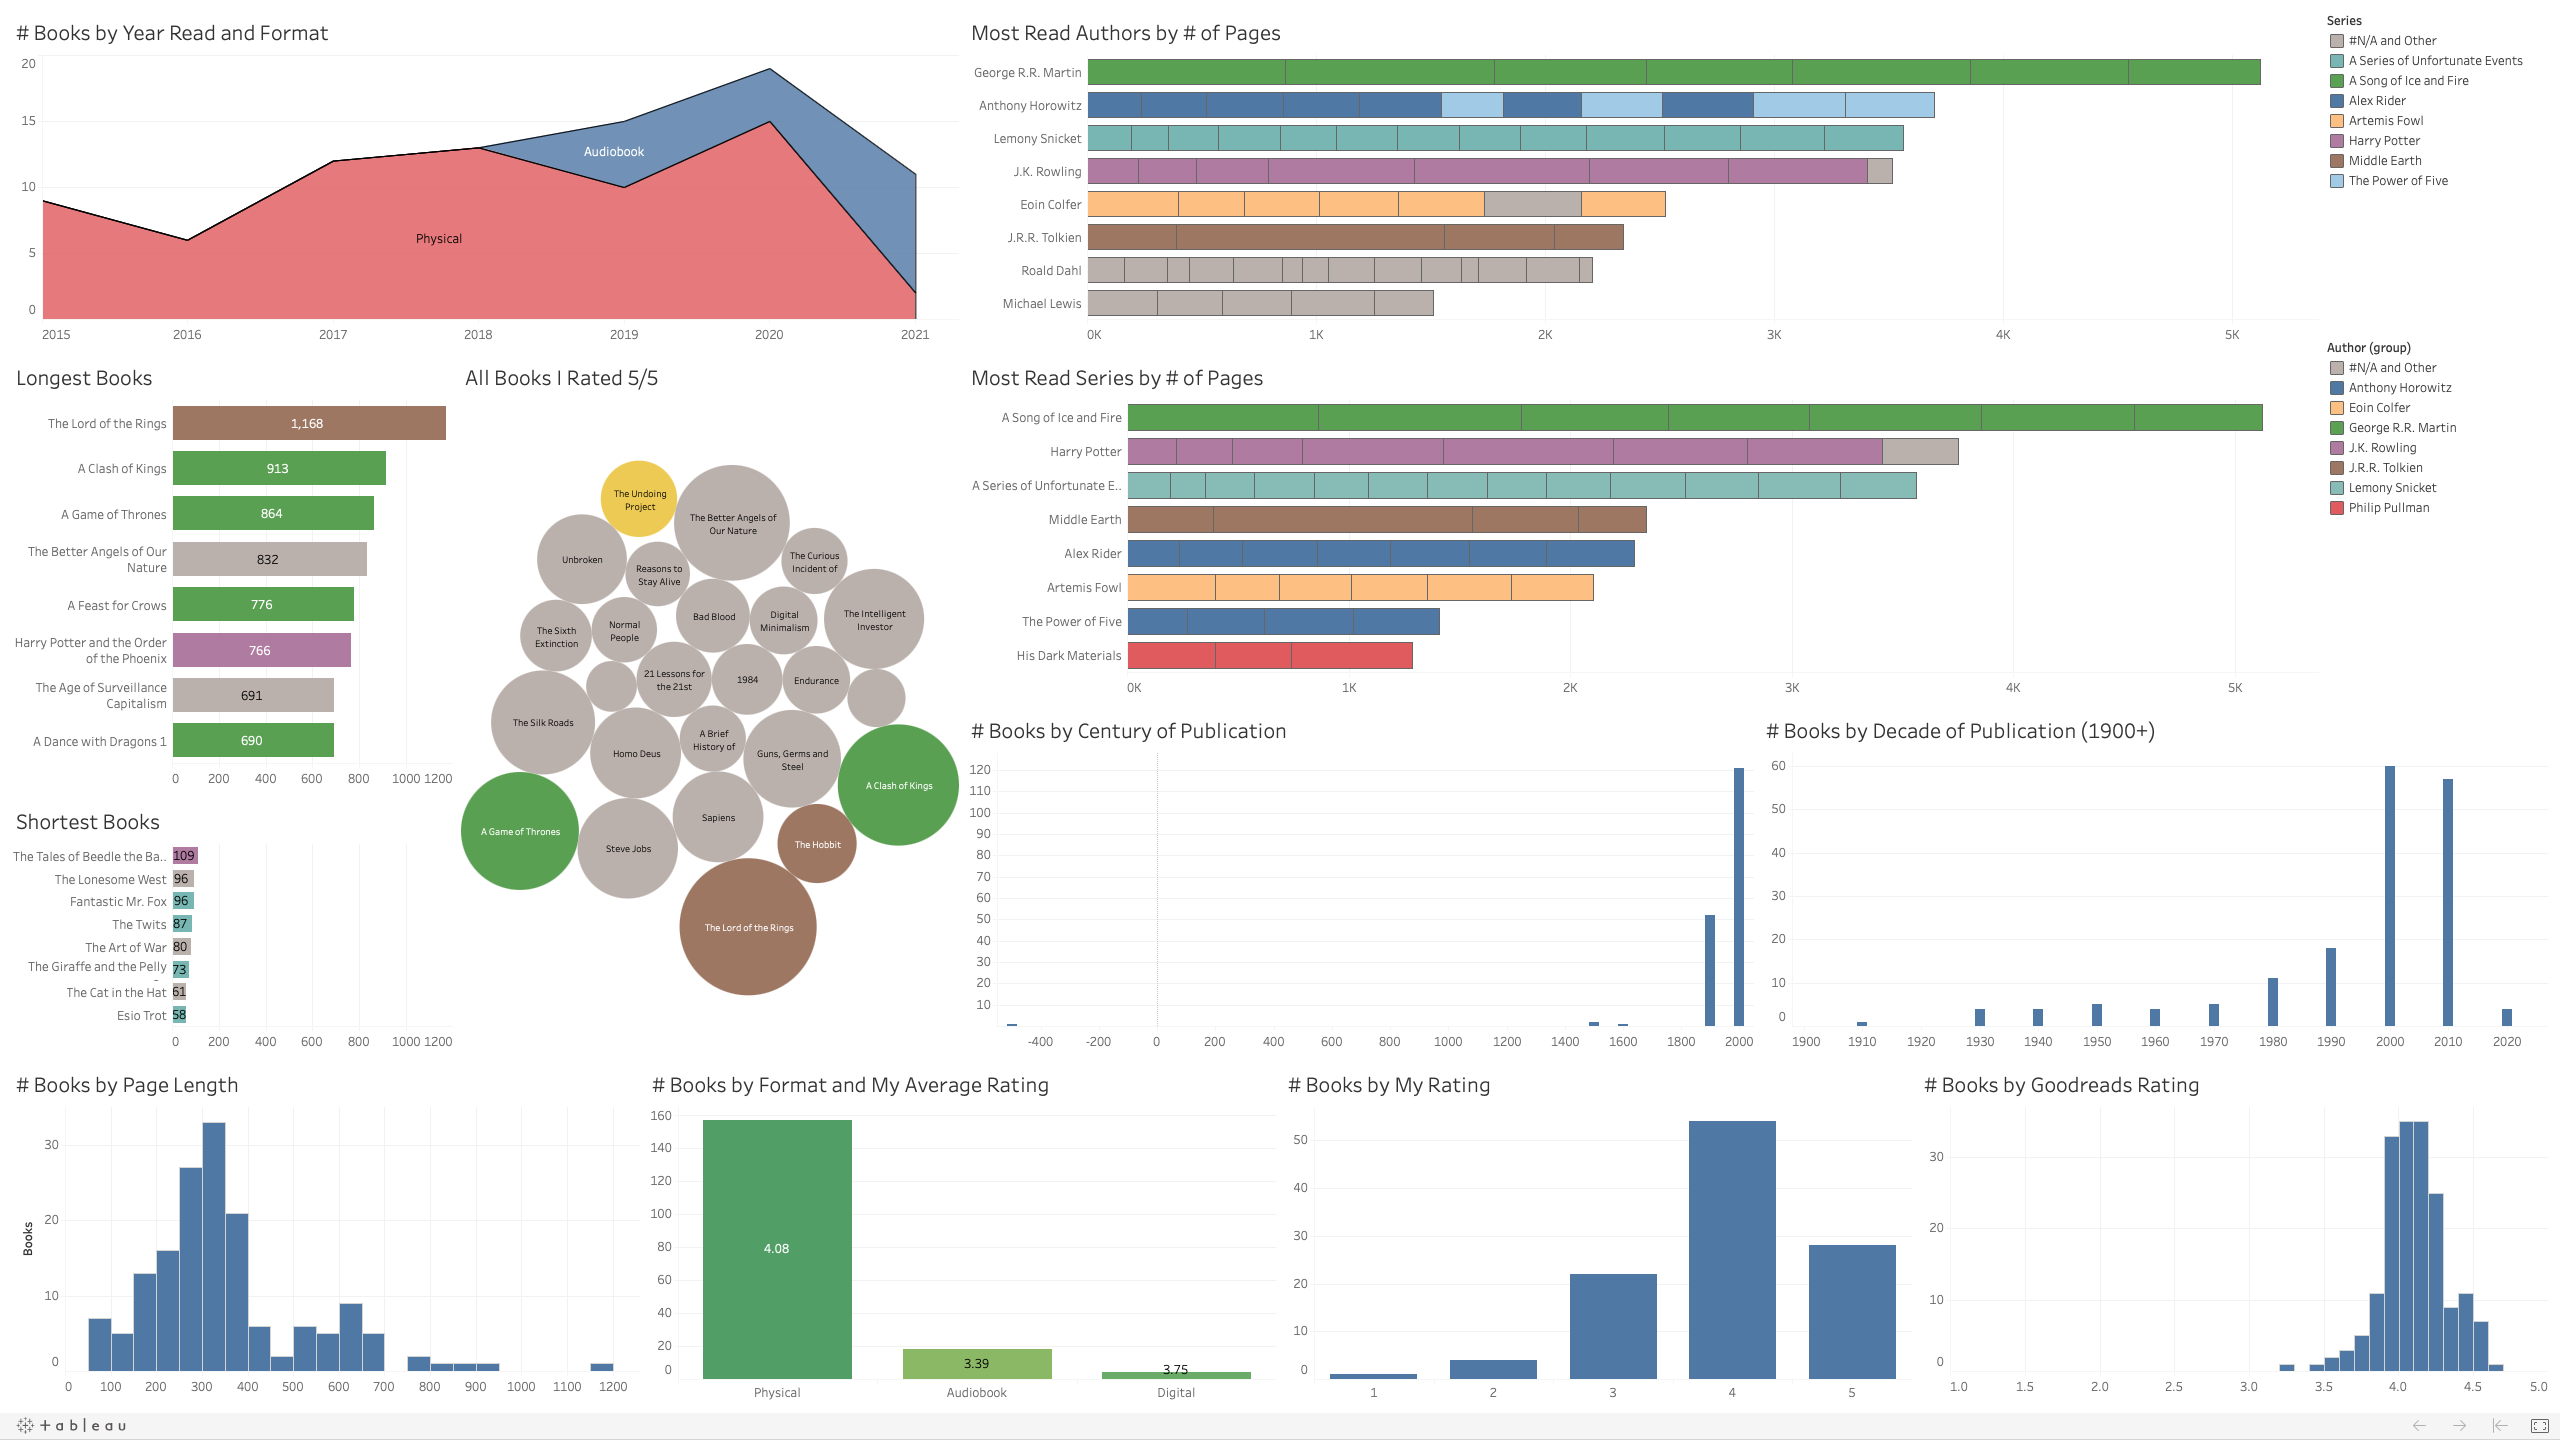 # Books by Year Read and Format
20
15
10
5
0
Audiobook
Physical
2015 2016 2017 2018 2019 2020 2021
Most Read Authors by # of Pages
George R.R. Martin
Anthony Horowitz
Lemony Snicket
J.K. Rowling
Eoin Colfer
J.R.R. Tolkien
Roald Dahl
Michael Lewis
0K 1K 2K 3K 4K 5K
Series
#N/A and Other
A Series of Unfortunate Events
A Song of Ice and Fire
Alex Rider
Artemis Fowl
Harry Potter
Middle Earth
The Power of Five
Longest Books
The Lord of the Rings 1,168
A Clash of Kings 913
A Game of Thrones 864
The Better Angels of Our
Nature 832
A Feast for Crows 776
Harry Potter and the Order
of the Phoenix 766
The Age of Surveillance
Capitalism 691
A Dance with Dragons 1 690
0 200 400 600 800 1000 1200
All Books I Rated 5/5
The Undoing
Project
The Better Angels of
Our Nature
Unbroken
Reasons to
Stay Alive
The Curious
Incident of
The Sixth
Extinction
Normal
People
Bad Blood
Digital
Minimalism
The Intelligent
Investor
21 Lessons for
the 21st
1984
Endurance
The Silk Roads
Homo Deus
A Brief
History of
Guns, Germs and
Steel
A Clash of Kings
A Game of Thrones
Steve Jobs
Sapiens
The Hobbit
The Lord of the Rings
Most Read Series by # of Pages
A Song of Ice and Fire
Harry Potter
A Series of Unfortunate E..
Middle Earth
Alex Rider
Artemis Fowl
The Power of Five
His Dark Materials
0K 1K 2K 3K 4K 5K
Author (group)
#N/A and Other
Anthony Horowitz
Eoin Colfer
George R.R. Martin
J.K. Rowling
J.R.R. Tolkien
Lemony Snicket
Philip Pullman
Shortest Books
The Tales of Beedle the Ba.. 109
The Lonesome West 96
Fantastic Mr. Fox 96
The Twits 87
The Art of War 80
The Giraffe and the Pelly 73
The Cat in the Hat 61
Esio Trot 58
0 200 400 600 800 1000 1200
# Books by Century of Publication
120
110
100
90
80
70
60
50
40
30
20
10
-400 -200 0 200 400 600 800 1000 1200 1400 1600 1800 2000
# Books by Decade of Publication (1900+)
60
50
40
30
20
10
0
1900 1910 1920 1930 1940 1950 1960 1970 1980 1990 2000 2010 2020
# Books by Page Length
Books
30
20
10
0
0 100 200 300 400 500 600 700 800 900 1000 1100 1200
# Books by Format and My Average Rating
160
140
120
100
80
60
40
20
0
4.08
3.39
3.75
Physical Audiobook Digital
# Books by My Rating
50
40
30
20
10
0
1 2 3 4 5
# Books by Goodreads Rating
30
20
10
0
1.0 1.5 2.0 2.5 3.0 3.5 4.0 4.5 5.0
+ableau